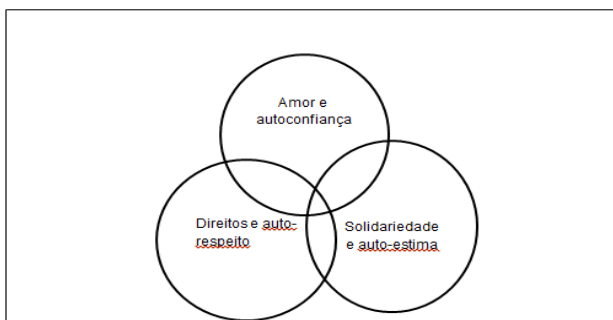 Amor e
autoconfiança
Direitos e auto-
respeito
Solidariedade
e auto-estima